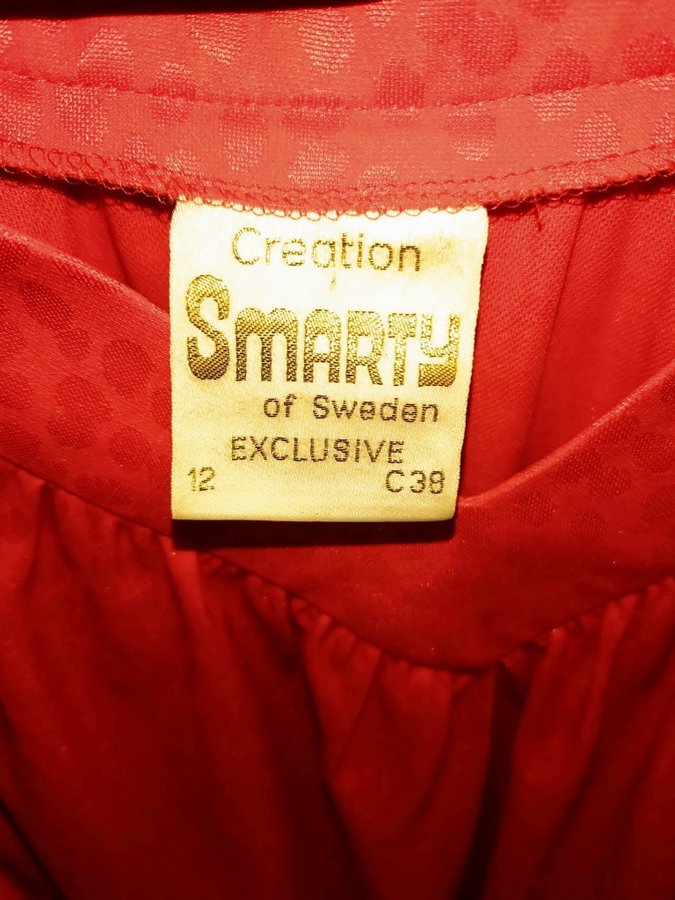 Creation
SMARTY
of Sweden
EXCLUSIVE
12 C38